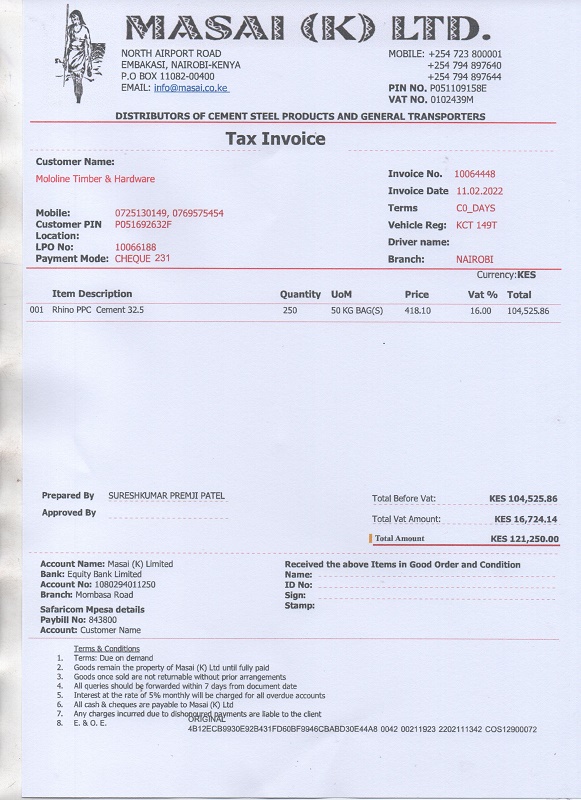 MASAI (K) LTD.
NORTH AIRPORT ROAD
EMBAKASI, NAIROBI-KENYA
P.O BOX 11082-00400
EMAIL: info@masai.co.ke
MOBILE: +254 723 800001
+254 794 897640
+254 794 897644
PIN NO. P051109158E
VAT NO. 0102439M
DISTRIBUTORS OF CEMENT STEEL PRODUCTS AND GENERAL TRANSPORTERS
Tax Invoice
Customer Name:
Mololine Timber & Hardware
Mobile: 0725130149, 0769575454
Customer PIN P051692632F
Location:
LPO No: 10066188
Payment Mode: CHEQUE 231
Invoice No. 10064448
Invoice Date 11.02.2022
Terms C0_DAYS
Vehicle Reg: KCT 149T
Driver name:
Branch: NAIROBI
Currency:KES
Item Description Quantity UoM Price Vat % Total
001 Rhino PPC Cement 32.5 250 50 KG BAG(S) 418.10 16.00 104,525.86
Prepared By SURESHKUMAR PREMJI PATEL
Approved By
Total Before Vat: KES 104,525.86
Total Vat Amount: KES 16,724.14
Total Amount KES 121,250.00
Account Name: Masai (K) Limited
Bank: Equity Bank Limited
Account No: 1080294011250
Branch: Mombasa Road
Safaricom Mpesa details
Paybill No: 843800
Account: Customer Name
Received the above Items in Good Order and Condition
Name:
ID No:
Sign:
Stamp:
Terms & Conditions
1. Terms: Due on demand
2. Goods remain the property of Masai (K) Ltd until fully paid
3. Goods once sold are not returnable without prior arrangements
4. All queries should be forwarded within 7 days from document date
5. Interest at the rate of 5% monthly will be charged for all overdue accounts
6. All cash & cheques are payable to Masai (K) Ltd
7. Any charges incurred due to dishonoured payments are liable to the client
8. E. & O. E.
ORIGINAL
4B12ECB9930E92B431FD60BF9946CBABD30E44A8 0042 00211923 2202111342 COS12900072